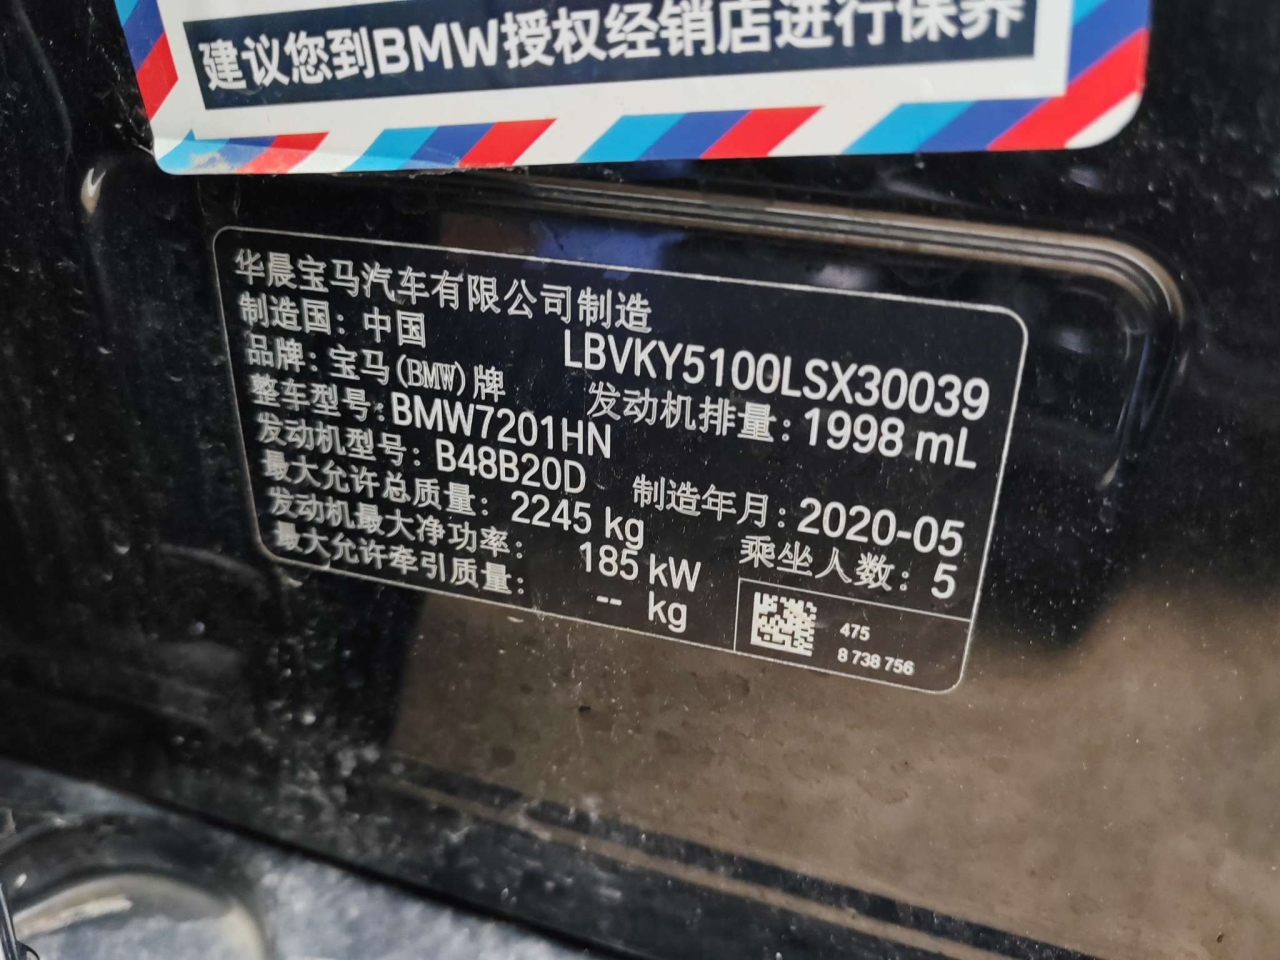 建议您到BMW授权经销店进行保养
华晨宝马汽车有限公司制造
制造国：中国
LBVKY5100LSX30039
品牌：宝马(BMW)牌
发动机排量：1998 mL
整车型号：BMW7201HN
发动机型号：B48B20D
制造年月：2020-05
最大允许总质量：2245 kg
乘坐人数：5
发动机最大净功率：185 kW
最大允许牵引质量：-- kg
475
8 738 756